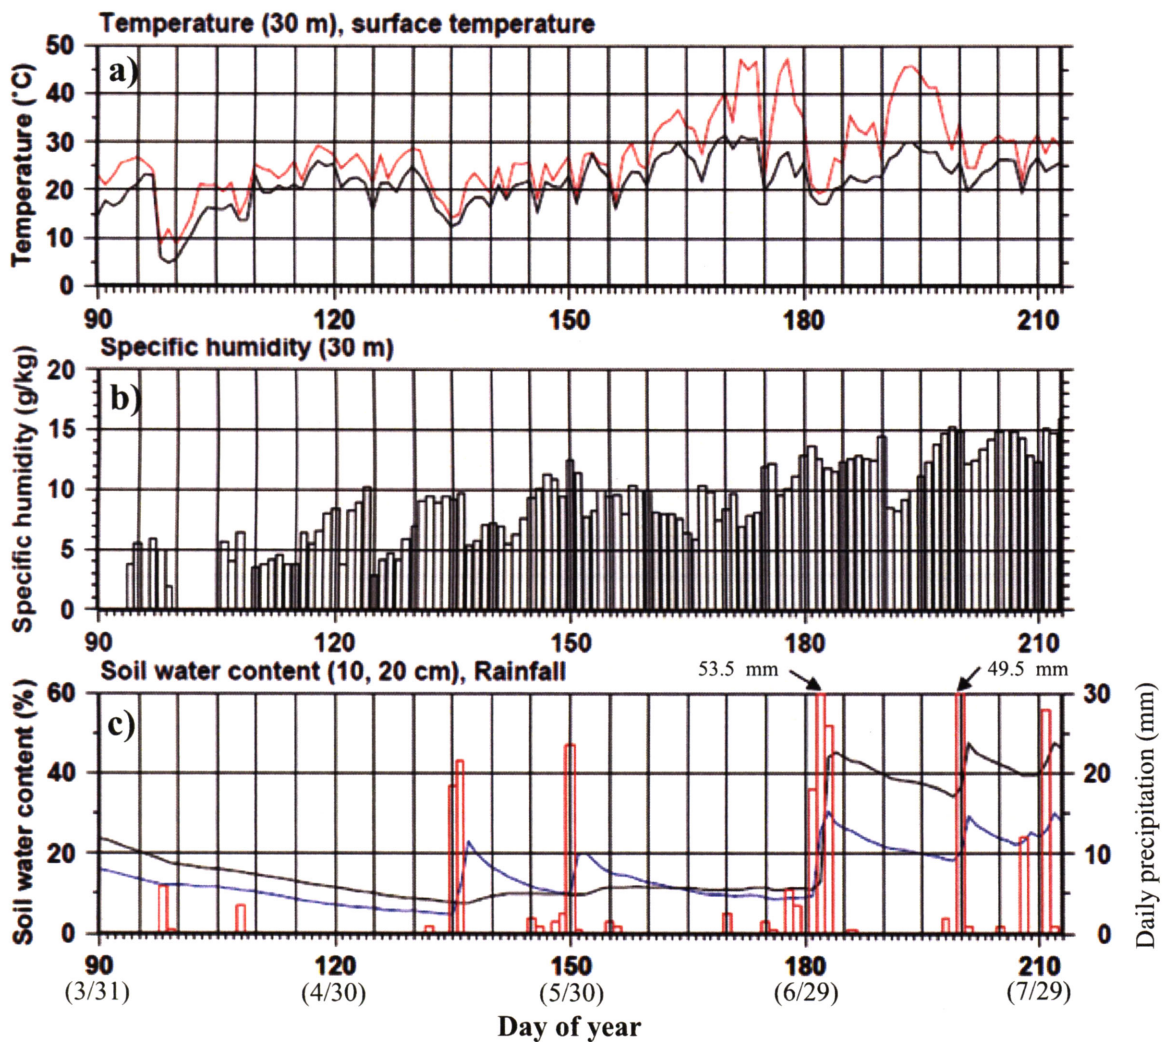 Temperature (30 m), surface temperature
a)
Temperature (°C)
50
40
30
20
10
0
90 120 150 180 210
Specific humidity (30 m)
b)
Specific humidity (g/kg)
20
15
10
5
0
90 120 150 180 210
Soil water content (10, 20 cm), Rainfall
53.5 mm
49.5 mm
c)
Soil water content (%)
60
40
20
0
30
20
10
0
Daily precipitation (mm)
90 120 150 180 210
(3/31) (4/30) (5/30) (6/29) (7/29)
Day of year